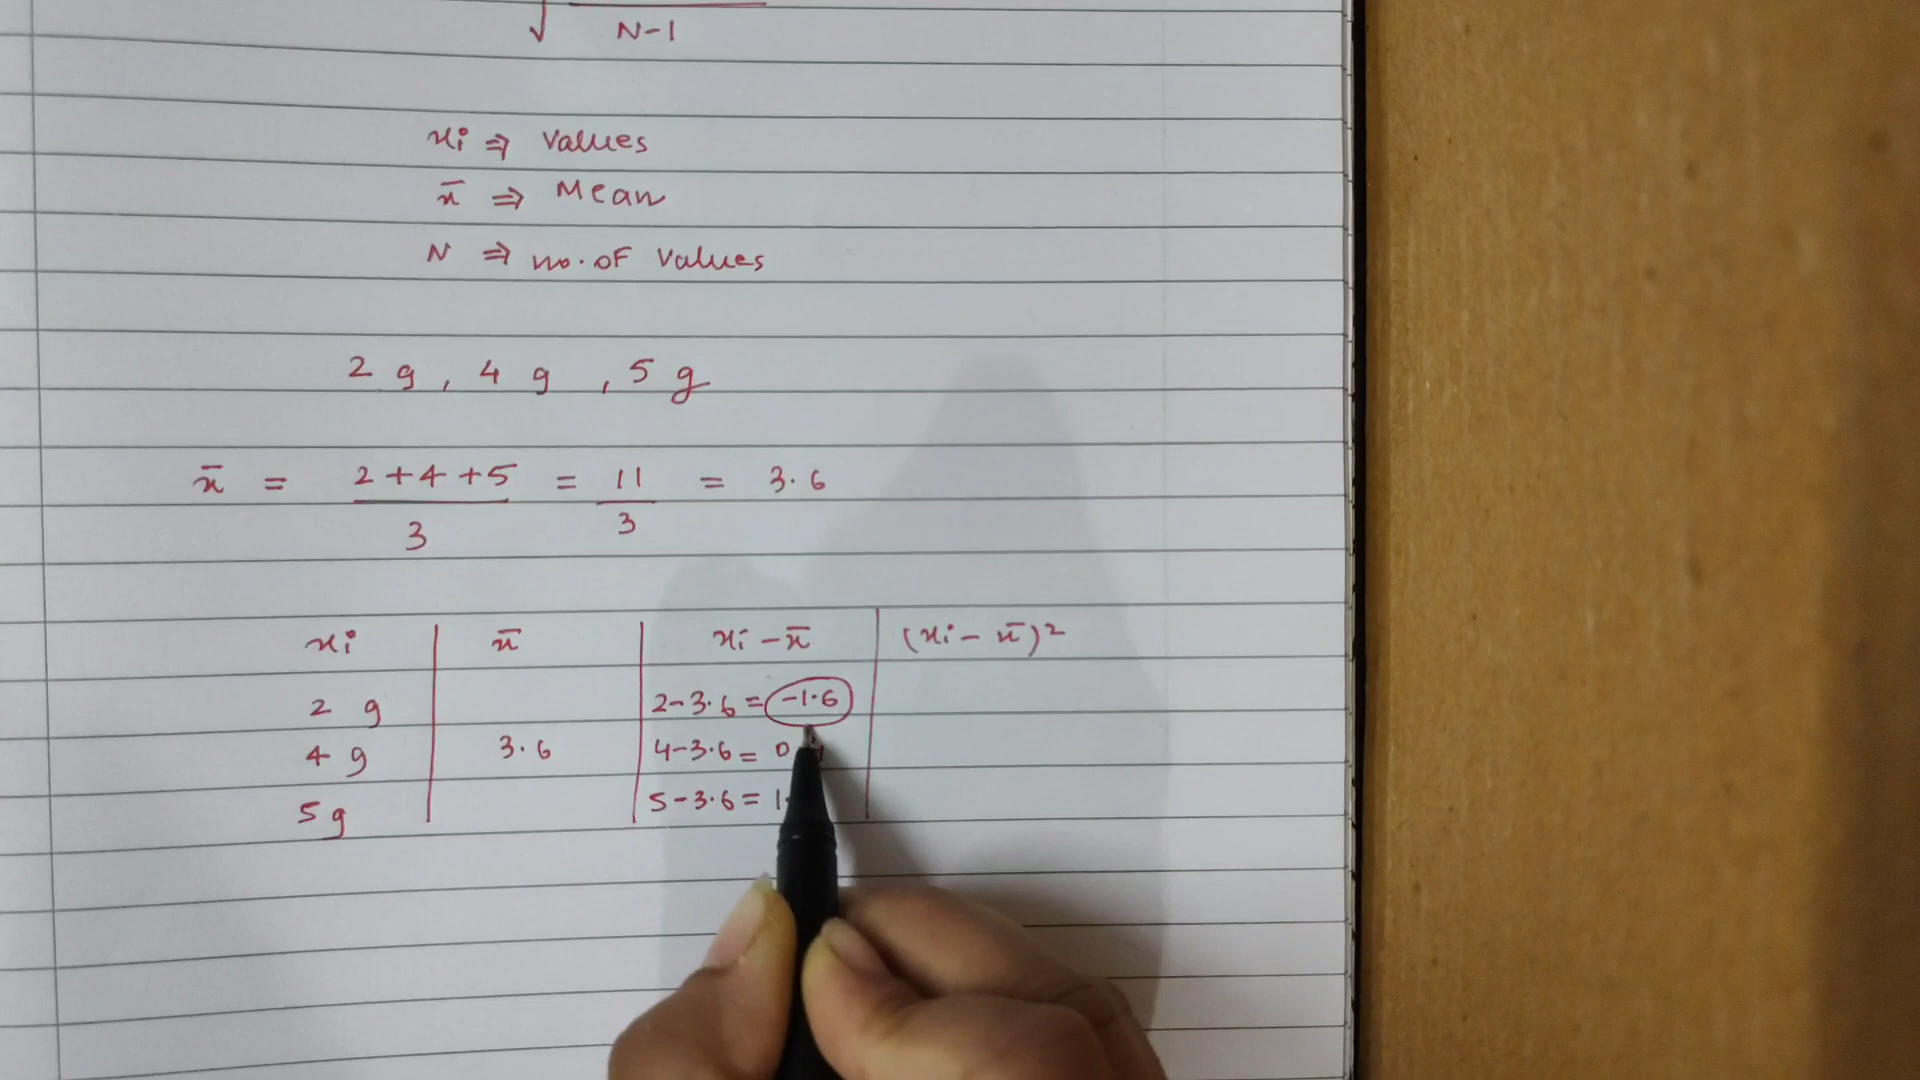 √ N-1
xi ⇒ Values
x̄ ⇒ Mean
N ⇒ no. of Values
2 g, 4 g, 5 g
x̄ = 2+4+5 / 3 = 11 / 3 = 3.6
xi x̄ xi - x̄ (xi - x̄)²
2 g 2-3.6 = -1.6
4 g 3.6 4-3.6 = 0
5 g 5-3.6 = 1.